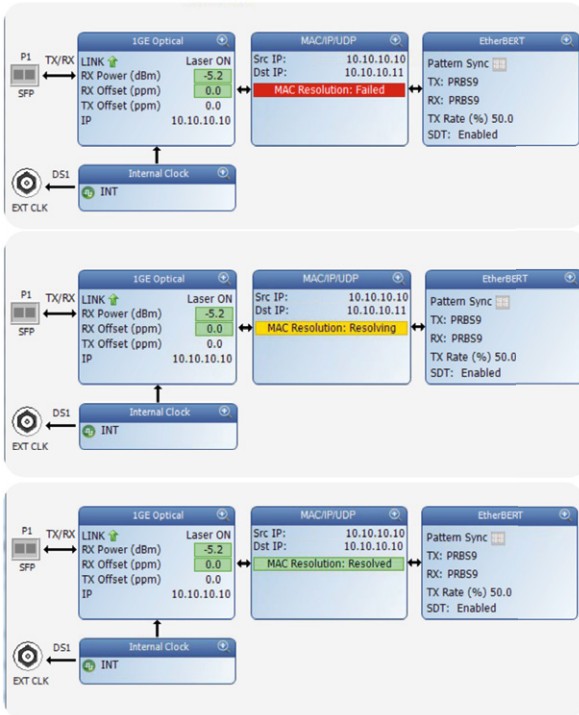 1GE Optical
MAC/IP/UDP
EtherBERT
P1
TX/RX
SFP
LINK
Laser ON
RX Power (dBm)
-5.2
RX Offset (ppm)
0.0
TX Offset (ppm)
0.0
IP
10.10.10.10
Src IP:
10.10.10.10
Dst IP:
10.10.10.11
MAC Resolution: Failed
Pattern Sync
TX: PRBS9
RX: PRBS9
TX Rate (%) 50.0
SDT: Enabled
DS1
EXT CLK
Internal Clock
INT
1GE Optical
MAC/IP/UDP
EtherBERT
P1
TX/RX
SFP
LINK
Laser ON
RX Power (dBm)
-5.2
RX Offset (ppm)
0.0
TX Offset (ppm)
0.0
IP
10.10.10.10
Src IP:
10.10.10.10
Dst IP:
10.10.10.11
MAC Resolution: Resolving
Pattern Sync
TX: PRBS9
RX: PRBS9
TX Rate (%) 50.0
SDT: Enabled
DS1
EXT CLK
Internal Clock
INT
1GE Optical
MAC/IP/UDP
EtherBERT
P1
TX/RX
SFP
LINK
Laser ON
RX Power (dBm)
-5.2
RX Offset (ppm)
0.0
TX Offset (ppm)
0.0
IP
10.10.10.10
Src IP:
10.10.10.10
Dst IP:
10.10.10.10
MAC Resolution: Resolved
Pattern Sync
TX: PRBS9
RX: PRBS9
TX Rate (%) 50.0
SDT: Enabled
DS1
EXT CLK
Internal Clock
INT